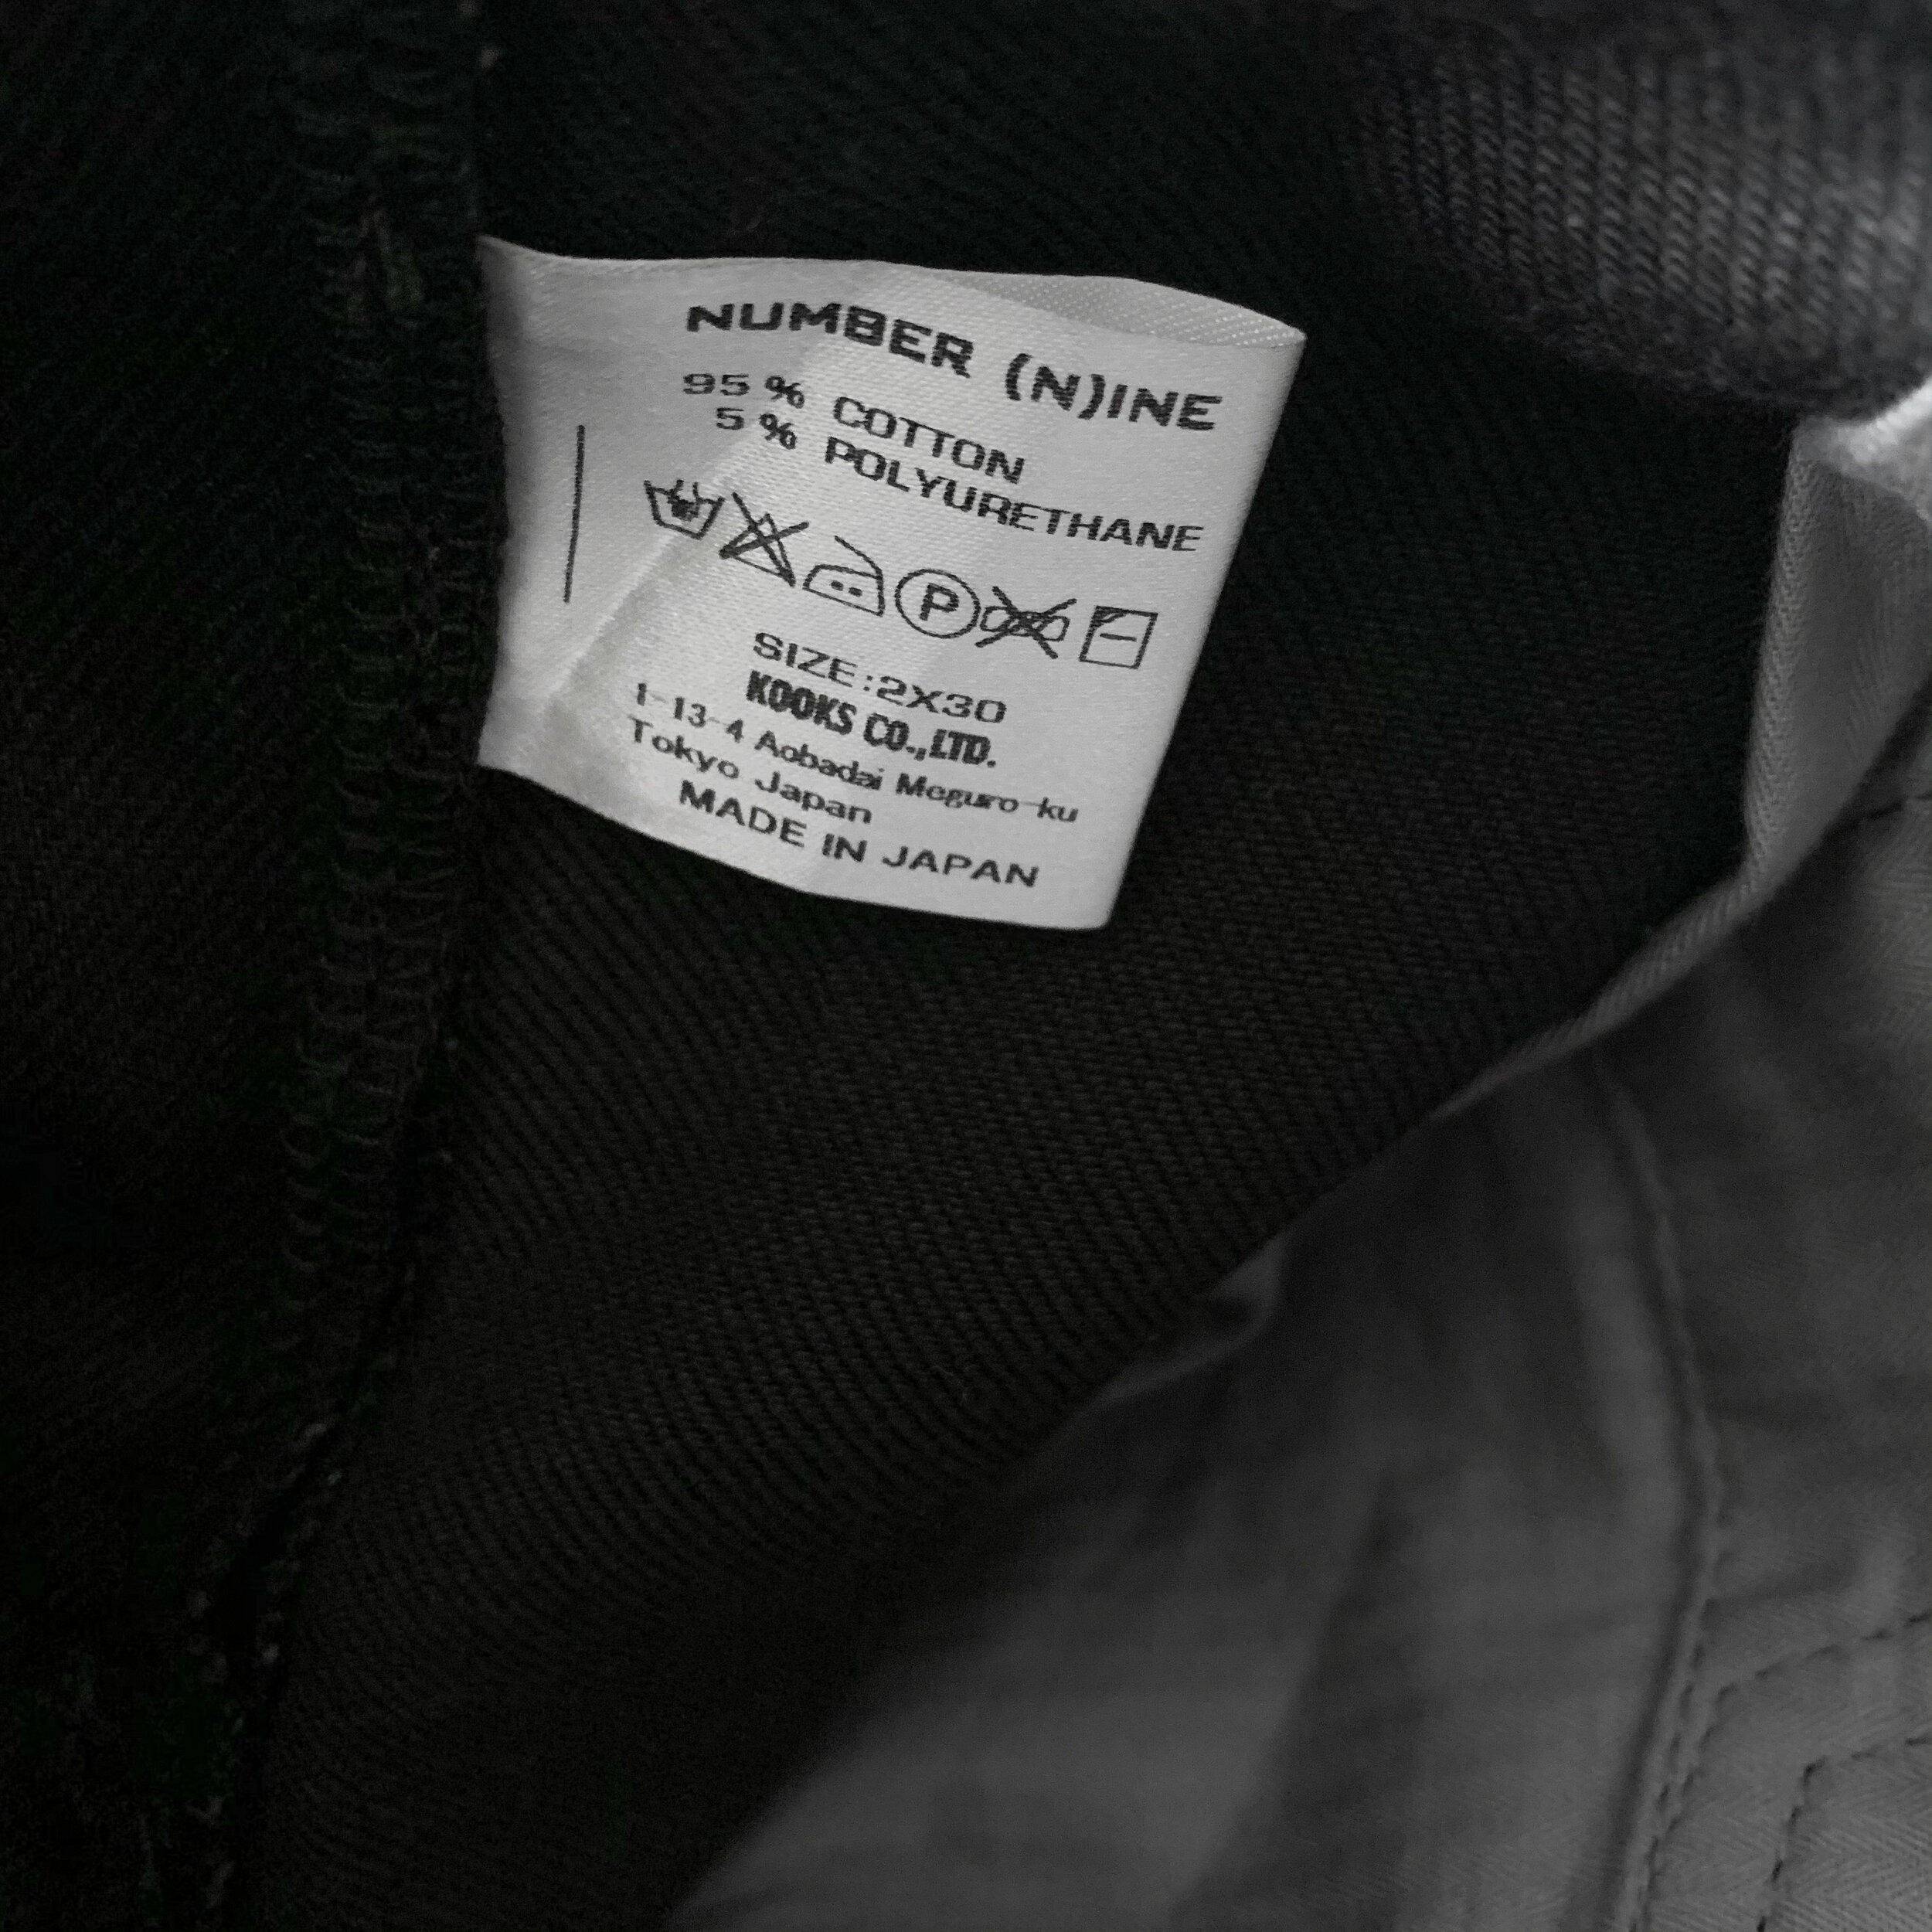 NUMBER (N)INE
95 % COTTON
5 % POLYURETHANE
P
SIZE:2X30
KOOKS CO.,LTD.
1-13-4 Aobadai Meguro-ku
Tokyo Japan
MADE IN JAPAN